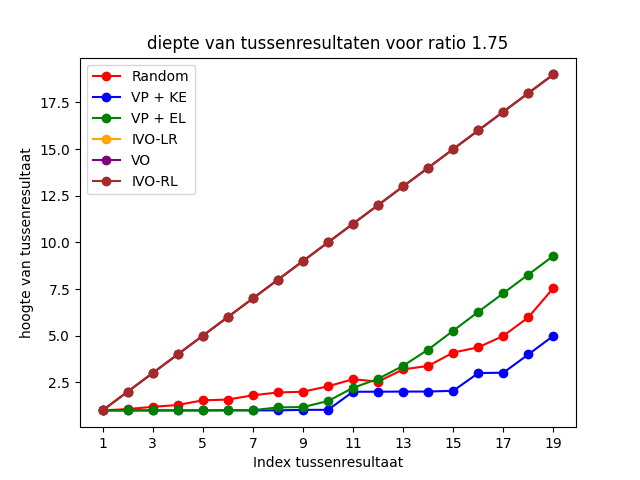 diepte van tussenresultaten voor ratio 1.75
Random
VP + KE
VP + EL
IVO-LR
VO
IVO-RL
17.5
15.0
12.5
10.0
7.5
5.0
2.5
hoogte van tussenresultaat
1 3 5 7 9 11 13 15 17 19
Index tussenresultaat